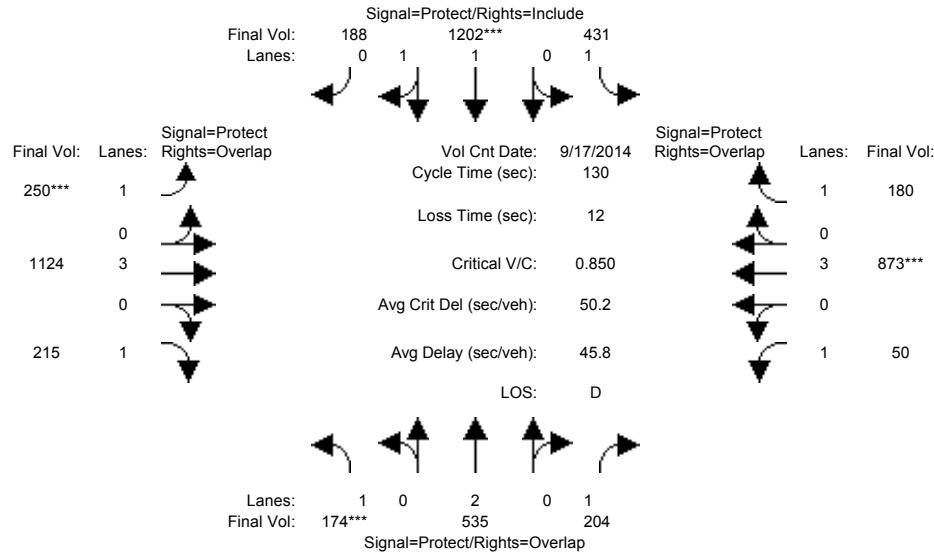 Signal=Protect/Rights=Include
Final Vol: 188 1202*** 431
Lanes: 0 1 1 0 1
Signal=Protect Signal=Protect
Final Vol: Lanes: Rights=Overlap Vol Cnt Date: 9/17/2014 Rights=Overlap Lanes: Final Vol:
Cycle Time (sec): 130
250*** 1 1 180
Loss Time (sec): 12
0 0
1124 3 Critical V/C: 0.850 3 873***
0 Avg Crit Del (sec/veh): 50.2 0
215 1 Avg Delay (sec/veh): 45.8 1 50
LOS: D
Lanes: 1 0 2 0 1
Final Vol: 174*** 535 204
Signal=Protect/Rights=Overlap